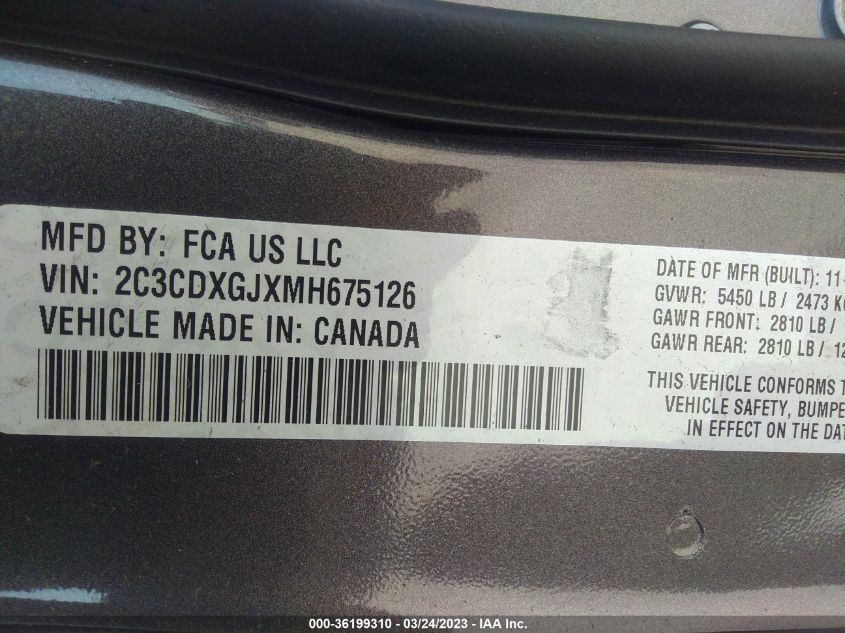 MFD BY: FCA US LLC
VIN: 2C3CDXGJXMH675126
VEHICLE MADE IN: CANADA
DATE OF MFR (BUILT): 11-
GVWR: 5450 LB / 2473 KG
GAWR FRONT: 2810 LB /
GAWR REAR: 2810 LB / 12
THIS VEHICLE CONFORMS T
VEHICLE SAFETY, BUMPE
IN EFFECT ON THE DAT
000-36199310 - 03/24/2023 - IAA Inc.